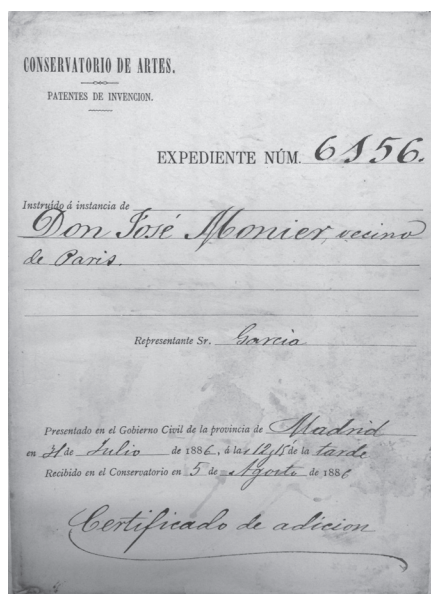 CONSERVATORIO DE ARTES.
PATENTES DE INVENCION.
EXPEDIENTE NÚM. 6156.
Instruído á instancia de
Don José Monier, vecino
de Paris.
Representante Sr. Garcia
Presentado en el Gobierno Civil de la provincia de Madrid
en 31 de Julio de 1886, á las 12,15 de la tarde
Recibido en el Conservatorio en 5 de Agosto de 1886
Certificado de adicion